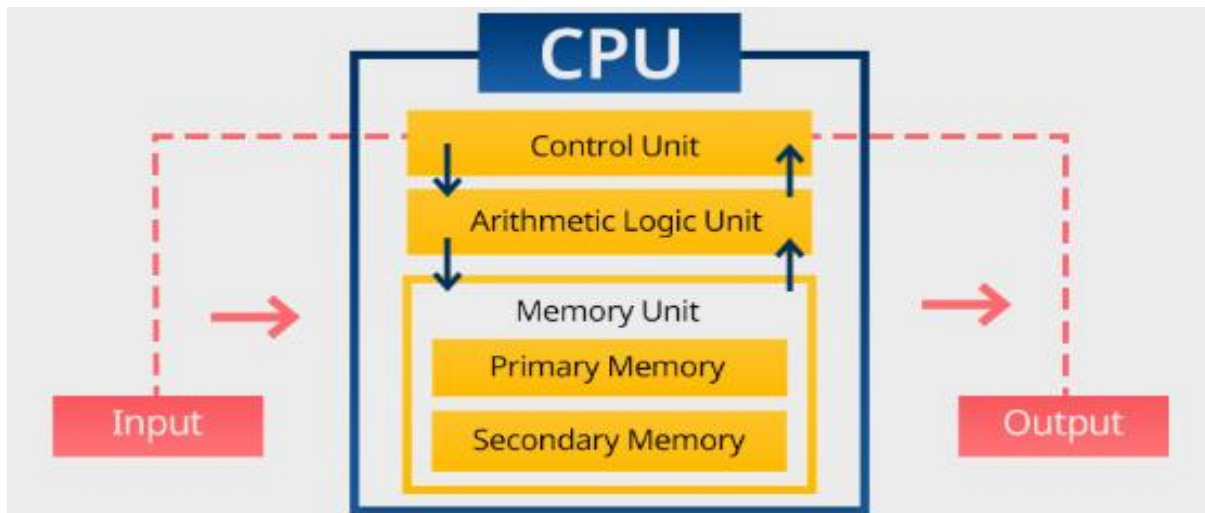 CPU
Control Unit
Arithmetic Logic Unit
Memory Unit
Primary Memory
Secondary Memory
Input
Output